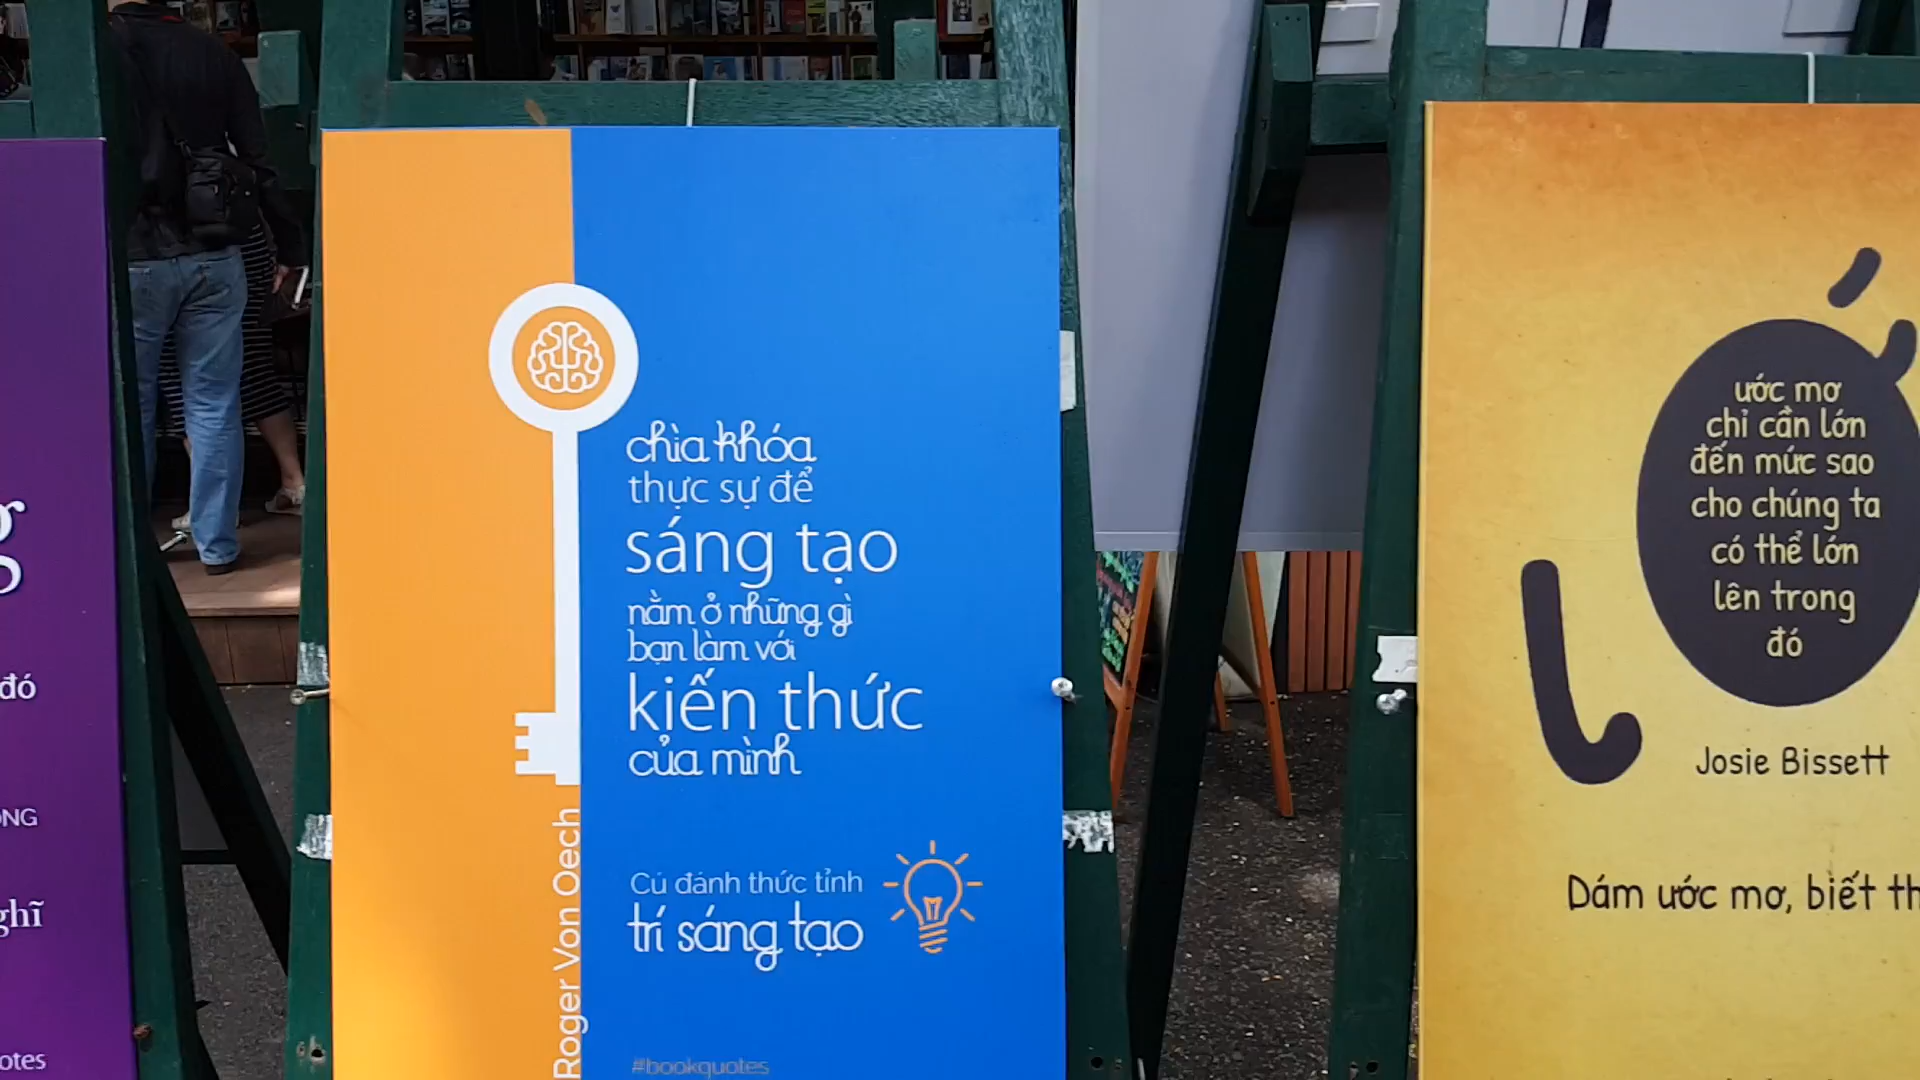 đó
ghĩ
chìa khóa
thực sự để
sáng tạo
nằm ở những gì
bạn làm với
kiến thức
của mình
Roger Von Oech
Cú đánh thức tỉnh
trí sáng tạo
#bookquotes
ước mơ
chỉ cần lớn
đến mức sao
cho chúng ta
có thể lớn
lên trong
đó
Josie Bissett
Dám ước mơ, biết th